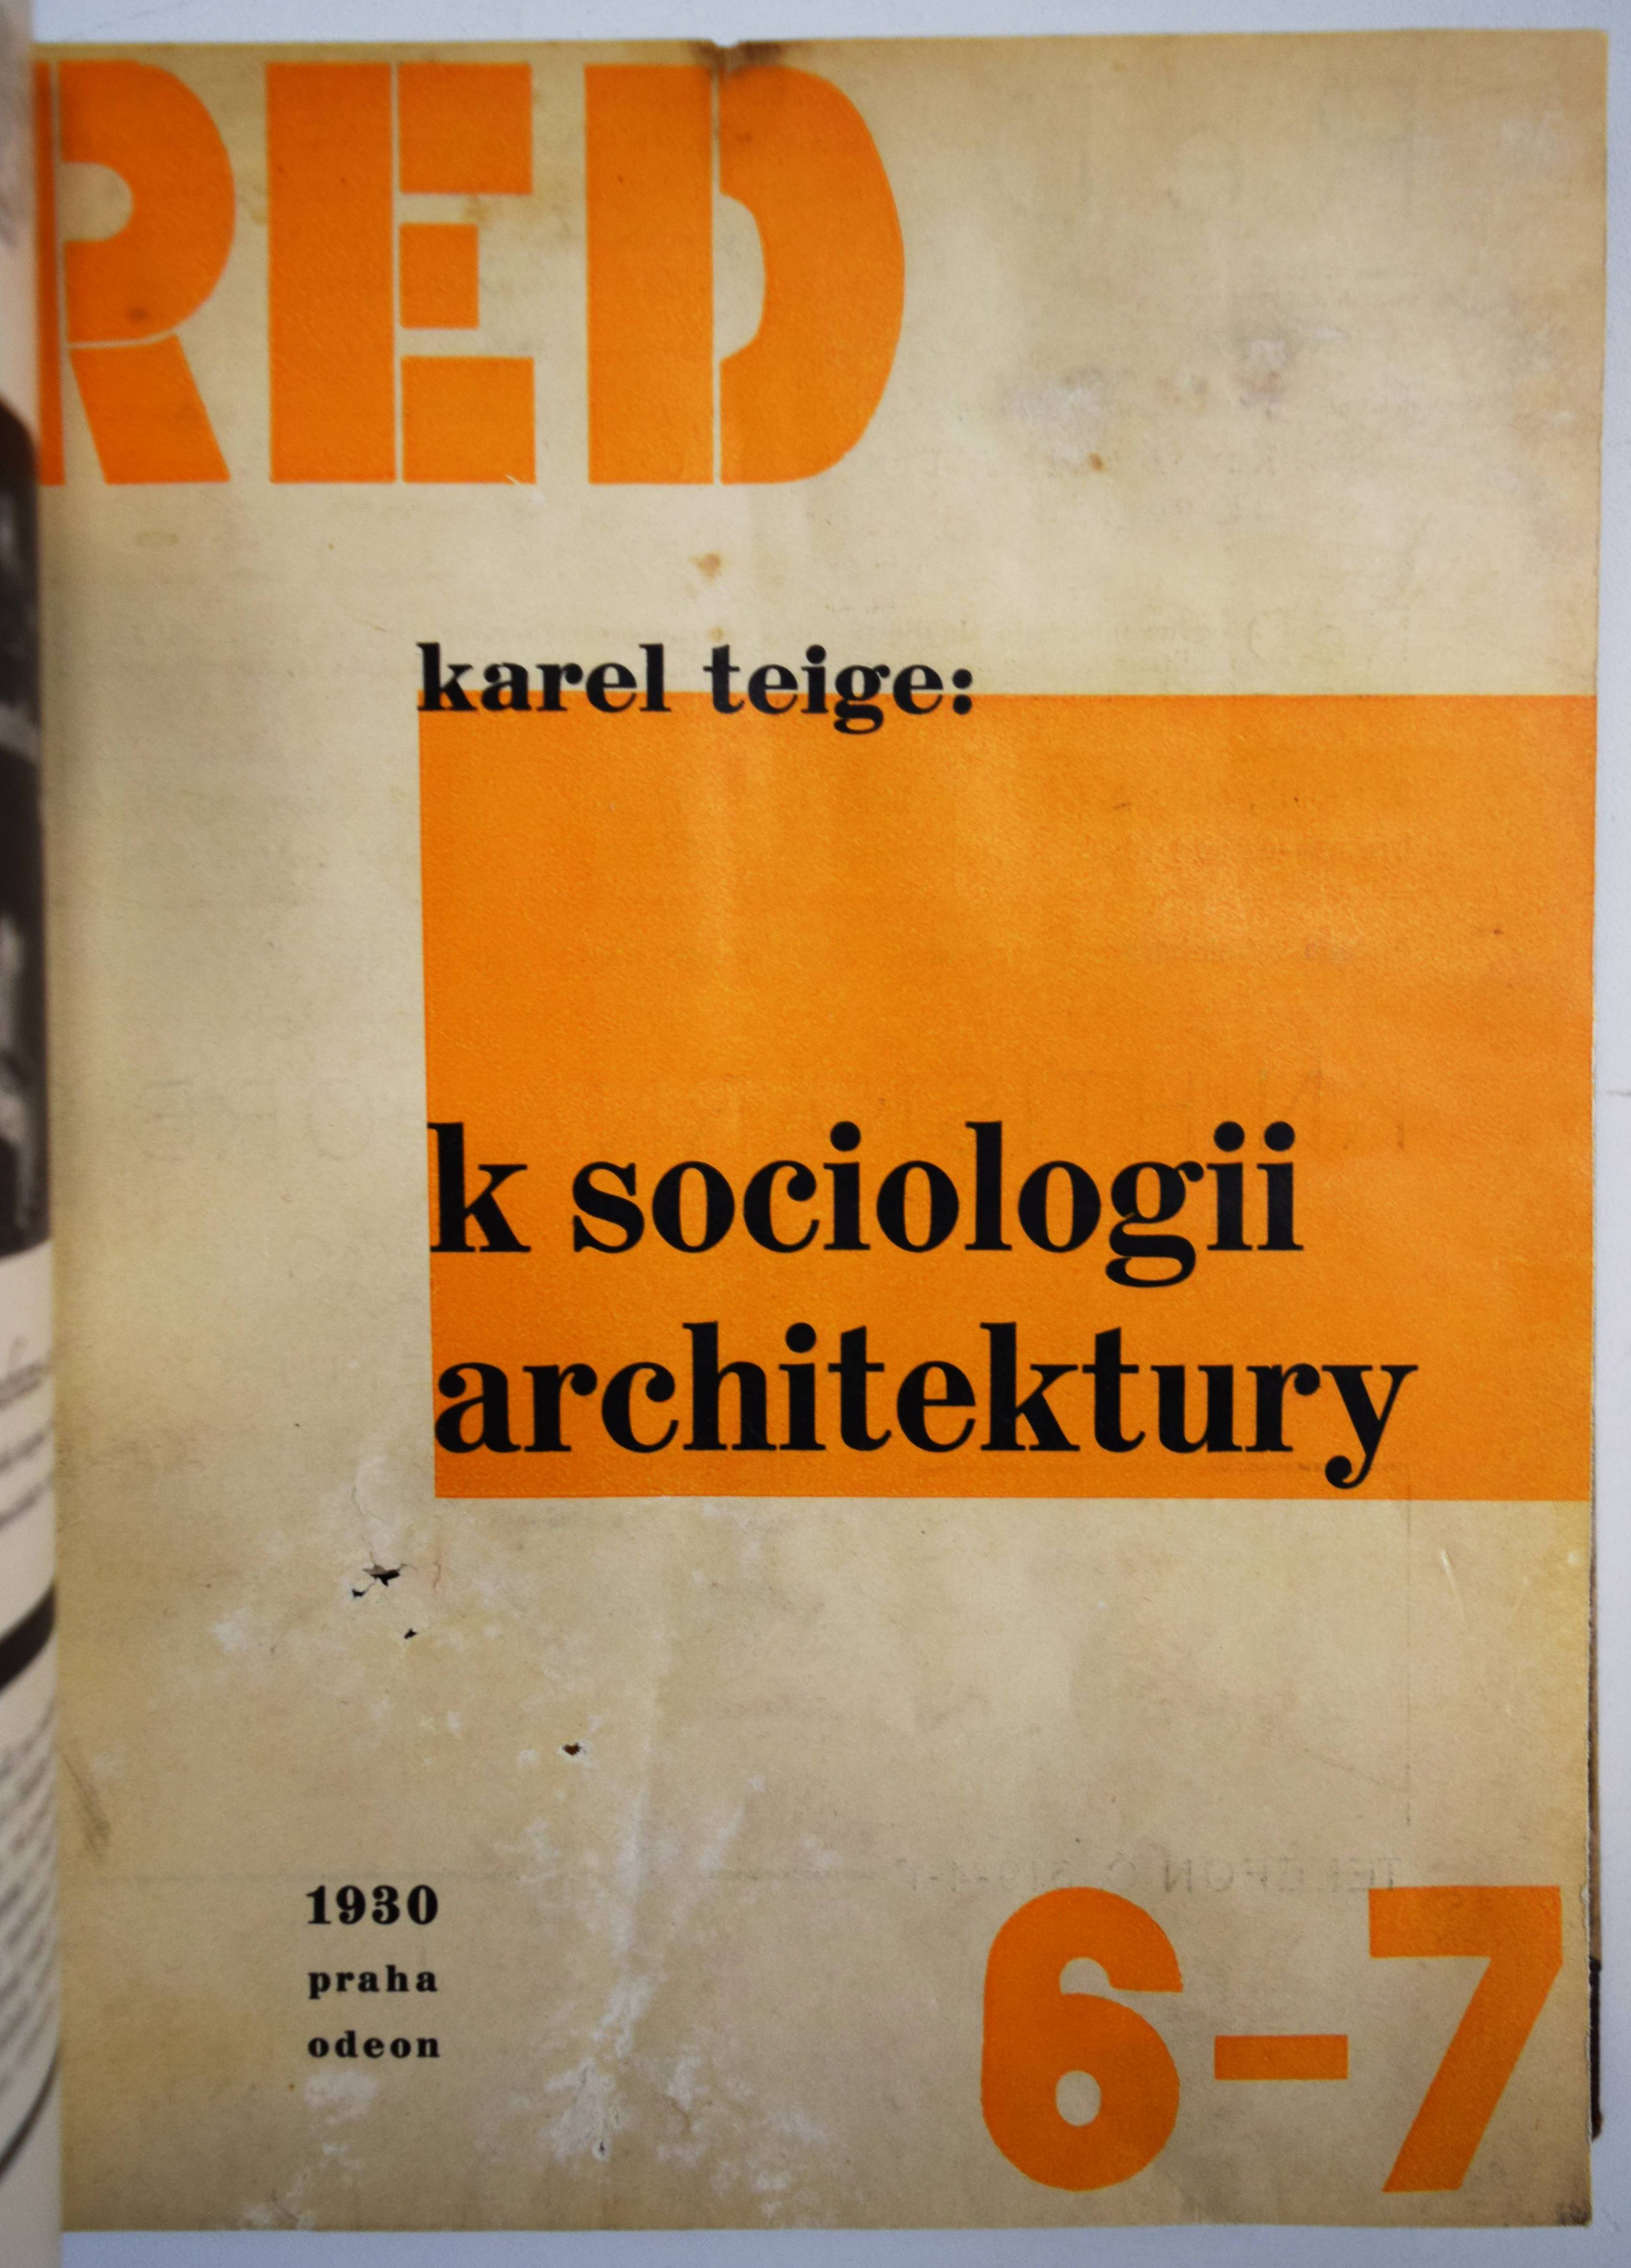 RED
karel teige:
k sociologii
architektury
1930
praha
odeon
6-7